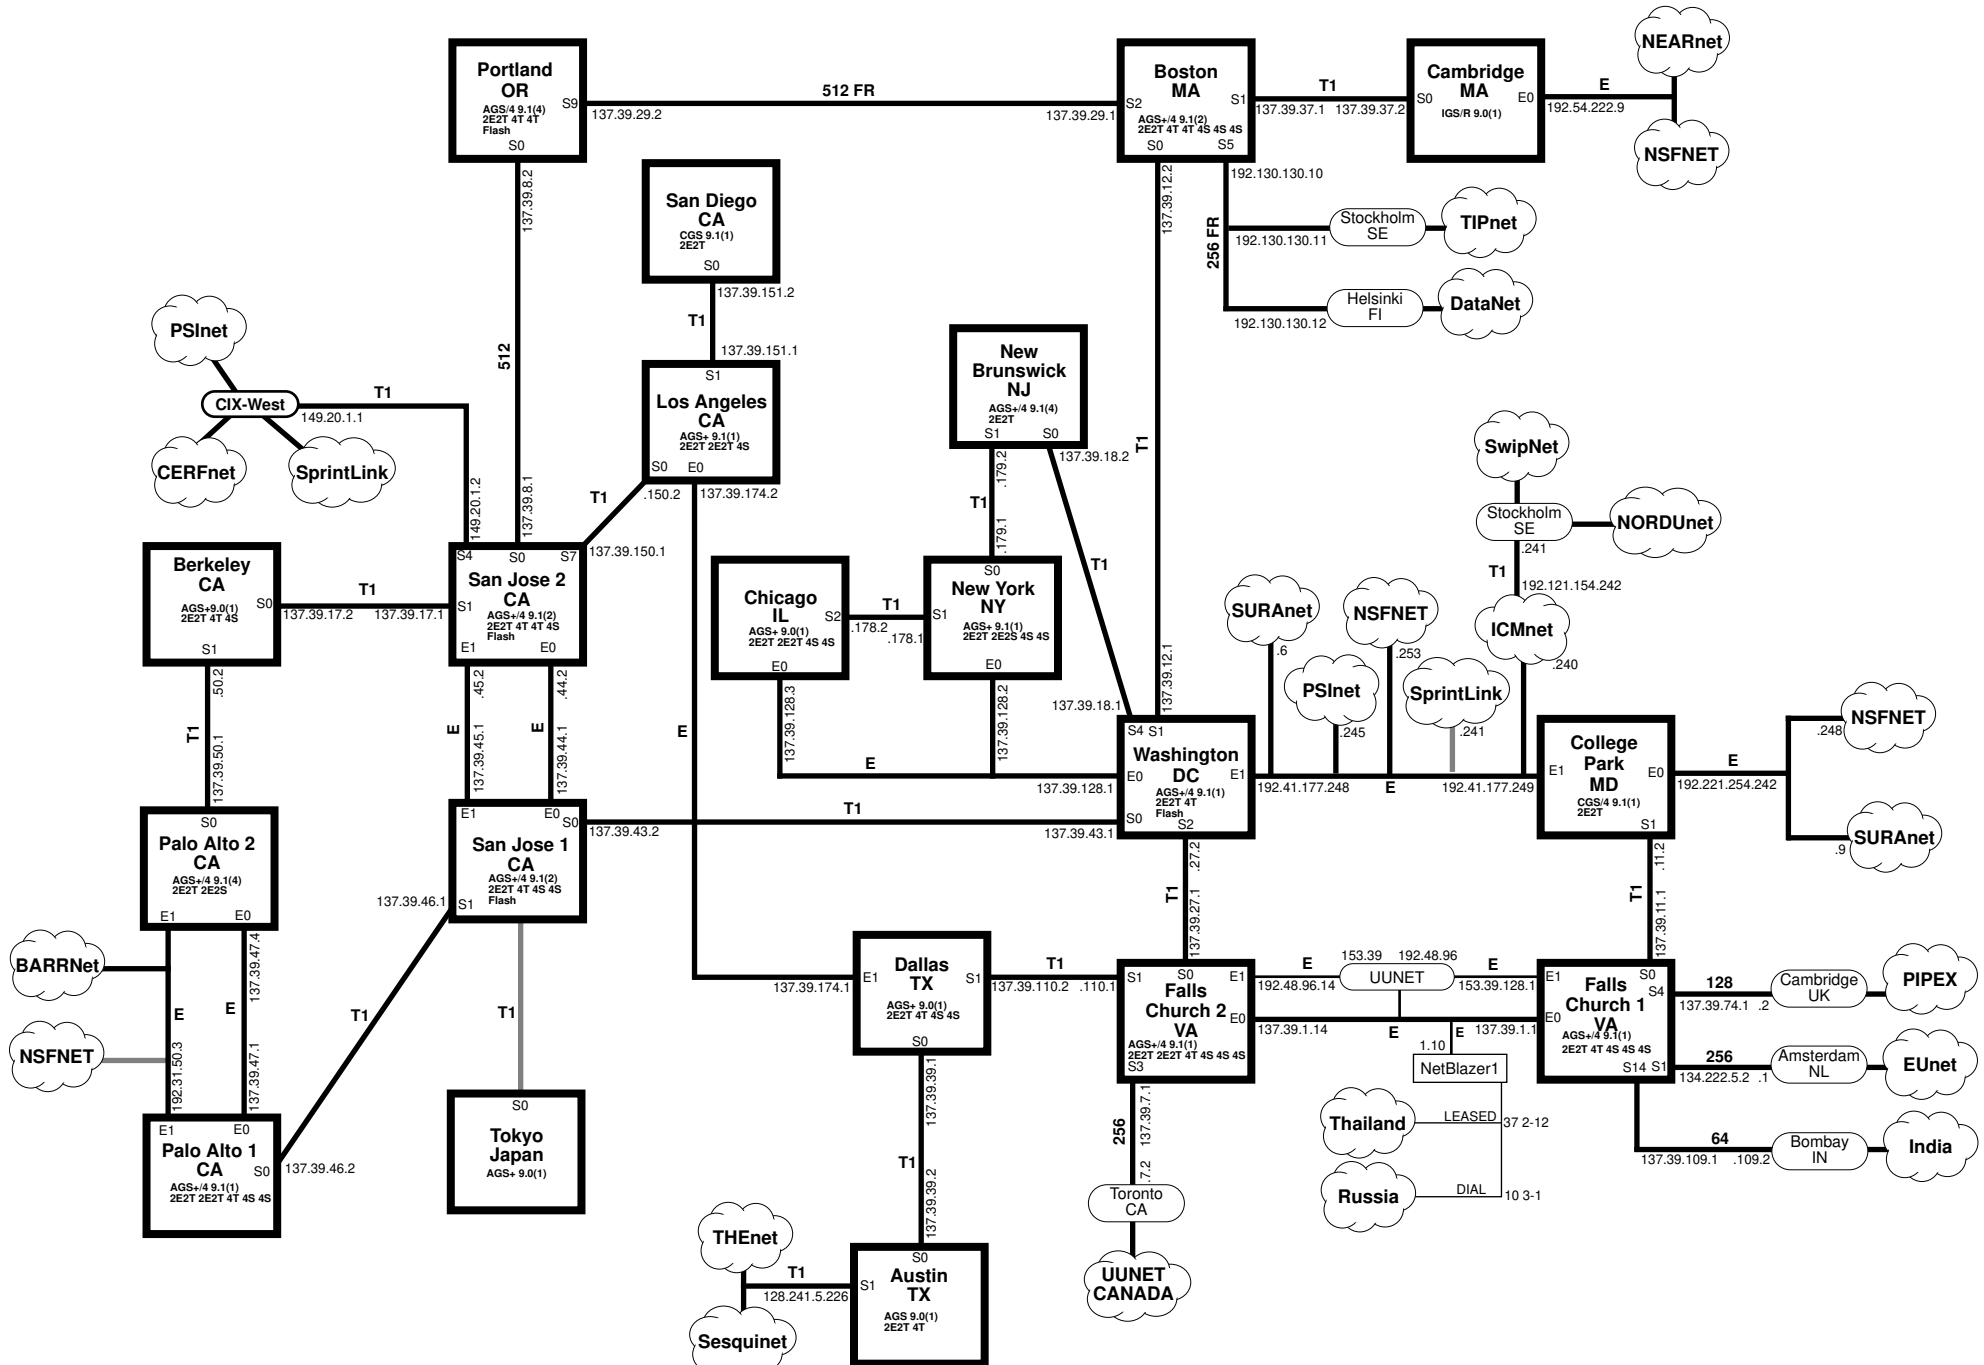 Portland
OR
AGS/4 9.1(4)
2E2T 4T 4T
Flash
S9
S0
137.39.29.2
512 FR
137.39.29.1
Boston
MA
S2
S1
AGS+/4 9.1(2)
2E2T 4T 4T 4S 4S 4S
S0
S5
T1
137.39.37.1
137.39.37.2
Cambridge
MA
S0
E0
IGS/R 9.0(1)
E
192.54.222.9
NEARnet
NSFNET
137.39.8.2
512
137.39.8.1
San Diego
CA
CGS 9.1(1)
2E2T
S0
137.39.151.2
T1
137.39.151.1
137.39.12.2
T1
137.39.12.1
192.130.130.10
256 FR
192.130.130.11
Stockholm
SE
TIPnet
192.130.130.12
Helsinki
FI
DataNet
PSInet
CIX-West
T1
149.20.1.1
CERFnet
SprintLink
149.20.1.2
S1
Los Angeles
CA
AGS+ 9.1(1)
2E2T 2E2T 4S
S0
E0
T1
.150.2
137.39.174.2
137.39.150.1
New
Brunswick
NJ
AGS+/4 9.1(4)
2E2T
S1
S0
.179.2
T1
.179.1
137.39.18.2
T1
137.39.18.1
SwipNet
Stockholm
SE
NORDUnet
.241
T1
192.121.154.242
ICMnet
.240
Berkeley
CA
AGS+9.0(1)
2E2T 4T 4S
S0
S1
T1
137.39.17.2
137.39.17.1
S4
S0
S7
San Jose 2
CA
S1
AGS+/4 9.1(2)
2E2T 4T 4T 4S
Flash
E1
E0
Chicago
IL
S2
AGS+ 9.0(1)
2E2T 2E2T 4S 4S
E0
T1
.178.2
.178.1
S0
New York
NY
S1
AGS+ 9.1(1)
2E2T 2E2S 4S 4S
E0
137.39.128.3
137.39.128.2
E
137.39.128.1
SURAnet
.6
NSFNET
.253
PSInet
.245
SprintLink
.241
.50.2
T1
137.39.50.1
.45.2
E
137.39.45.1
.44.2
E
137.39.44.1
E
S4
S1
Washington
DC
E0
E1
AGS+/4 9.1(1)
2E2T 4T
Flash
S0
S2
192.41.177.248
E
192.41.177.249
College
Park
MD
E1
E0
CGS/4 9.1(1)
2E2T
S1
E
192.221.254.242
NSFNET
.248
SURAnet
.9
S0
Palo Alto 2
CA
AGS+/4 9.1(4)
2E2T 2E2S
E1
E0
E1
E0
S0
San Jose 1
CA
AGS+/4 9.1(2)
2E2T 4T 4S 4S
Flash
S1
137.39.43.2
T1
137.39.43.1
.27.2
T1
137.39.27.1
.11.2
T1
137.39.11.1
137.39.46.1
T1
137.39.46.2
BARRNet
NSFNET
E
192.31.50.3
137.39.47.4
E
137.39.47.1
T1
137.39.174.1
Dallas
TX
E1
S1
AGS+ 9.0(1)
2E2T 4T 4S 4S
S0
T1
137.39.110.2
.110.1
S1
S0
E1
Falls
Church 2
VA
E0
AGS+/4 9.1(1)
2E2T 2E2T 4T 4S 4S 4S
S3
E
192.48.96.14
153.39
192.48.96
UUNET
E
153.39.128.1
137.39.1.14
E
E
137.39.1.1
E1
S0
S4
Falls
Church 1
VA
E0
AGS+/4 9.1(1)
2E2T 4T 4S 4S 4S
S14
S1
128
137.39.74.1
.2
Cambridge
UK
PIPEX
256
134.222.5.2
.1
Amsterdam
NL
EUnet
64
137.39.109.1
.109.2
Bombay
IN
India
1.10
NetBlazer1
Thailand
LEASED
37 2-12
Russia
DIAL
10 3-1
E1
E0
Palo Alto 1
CA
S0
AGS+/4 9.1(1)
2E2T 2E2T 4T 4S 4S
S0
Tokyo
Japan
AGS+ 9.0(1)
137.39.39.1
T1
137.39.39.2
256
137.39.7.1
.7.2
Toronto
CA
UUNET
CANADA
THEnet
Sesquinet
T1
128.241.5.226
S0
S1
Austin
TX
AGS 9.0(1)
2E2T 4T